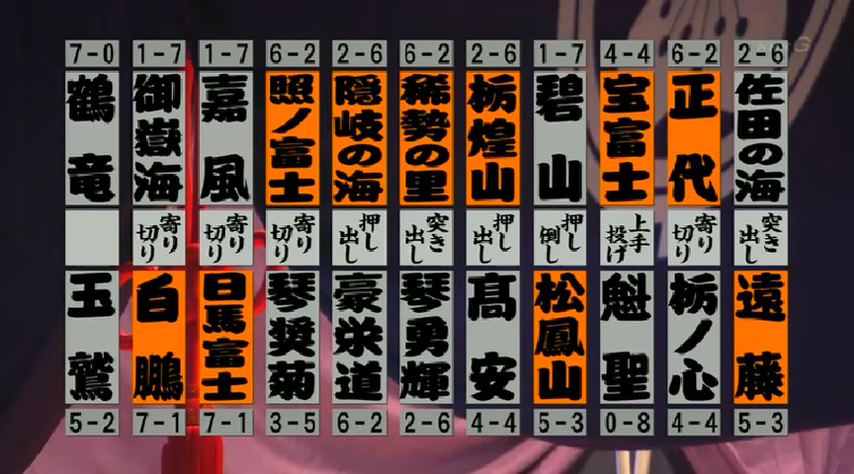 7-0 1-7 1-7 6-2 2-6 6-2 2-6 1-7 4-4 6-2 2-6
鶴竜 御嶽海 嘉風 照ノ富士 隠岐の海 稀勢の里 栃煌山 碧山 宝富士 正代 佐田の海
寄り切り 寄り切り 寄り切り 押し出し 突き出し 押し出し 押し倒し 上手投げ 寄り切り 突き出し
玉鷲 白鵬 日馬富士 琴奨菊 豪栄道 琴勇輝 髙安 松鳳山 魁聖 栃ノ心 遠藤
5-2 7-1 7-1 3-5 6-2 2-6 4-4 5-3 0-8 4-4 5-3